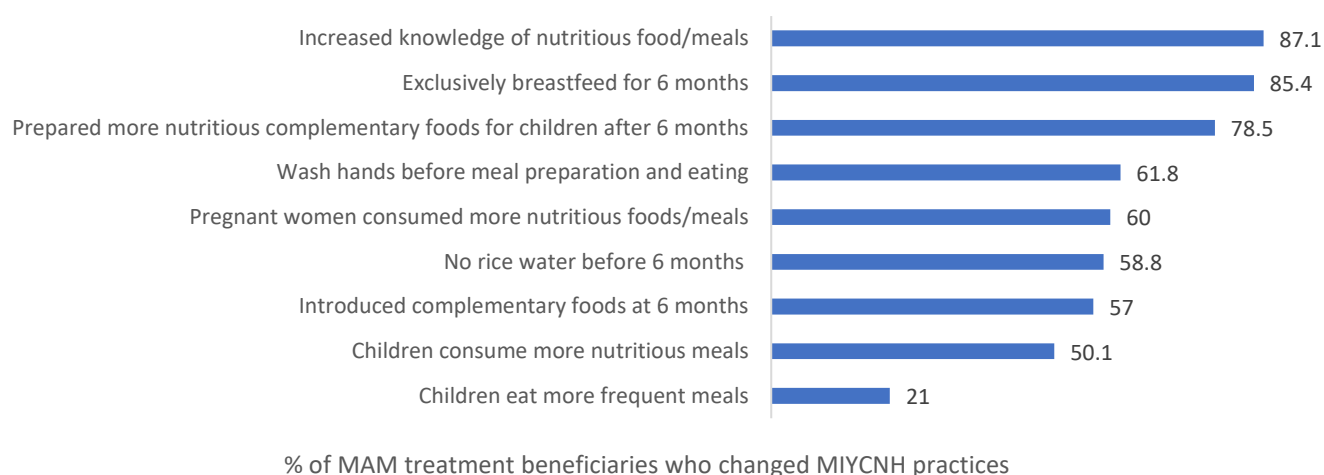 Increased knowledge of nutritious food/meals 87.1
Exclusively breastfeed for 6 months 85.4
Prepared more nutritious complementary foods for children after 6 months 78.5
Wash hands before meal preparation and eating 61.8
Pregnant women consumed more nutritious foods/meals 60
No rice water before 6 months 58.8
Introduced complementary foods at 6 months 57
Children consume more nutritious meals 50.1
Children eat more frequent meals 21
% of MAM treatment beneficiaries who changed MIYCNH practices